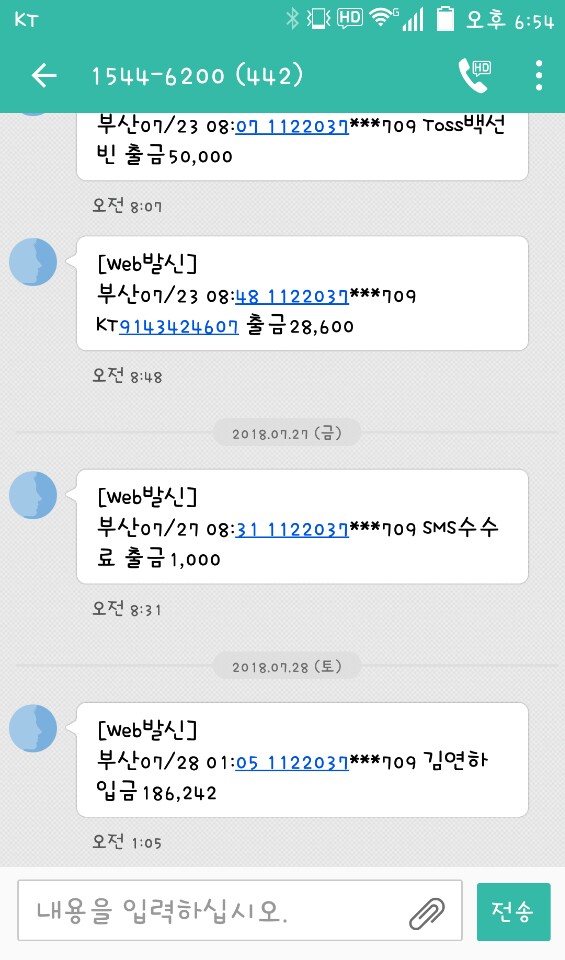 KT
HD
G
오후 6:54
1544-6200 (442)
HD
부산07/23 08:07 1122037***709 Toss백선
빈 출금50,000
오전 8:07
[Web발신]
부산07/23 08:48 1122037***709
KT9143424607 출금28,600
오전 8:48
2018.07.27 (금)
[Web발신]
부산07/27 08:31 1122037***709 SMS수수
료 출금1,000
오전 8:31
2018.07.28 (토)
[Web발신]
부산07/28 01:05 1122037***709 김연하
입금186,242
오전 1:05
내용을 입력하십시오.
전송